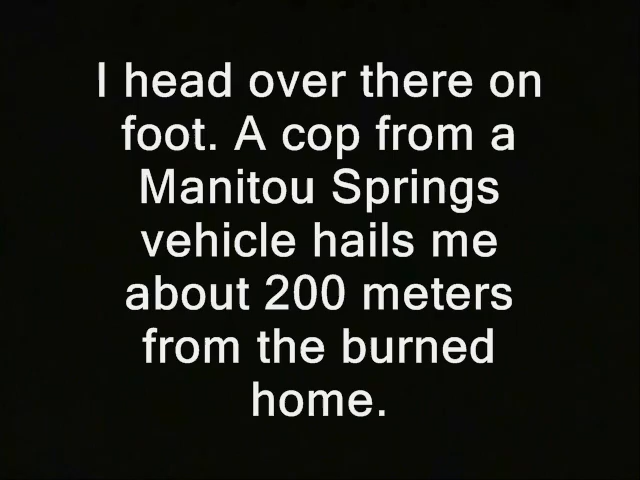 I head over there on
foot. A cop from a
Manitou Springs
vehicle hails me
about 200 meters
from the burned
home.